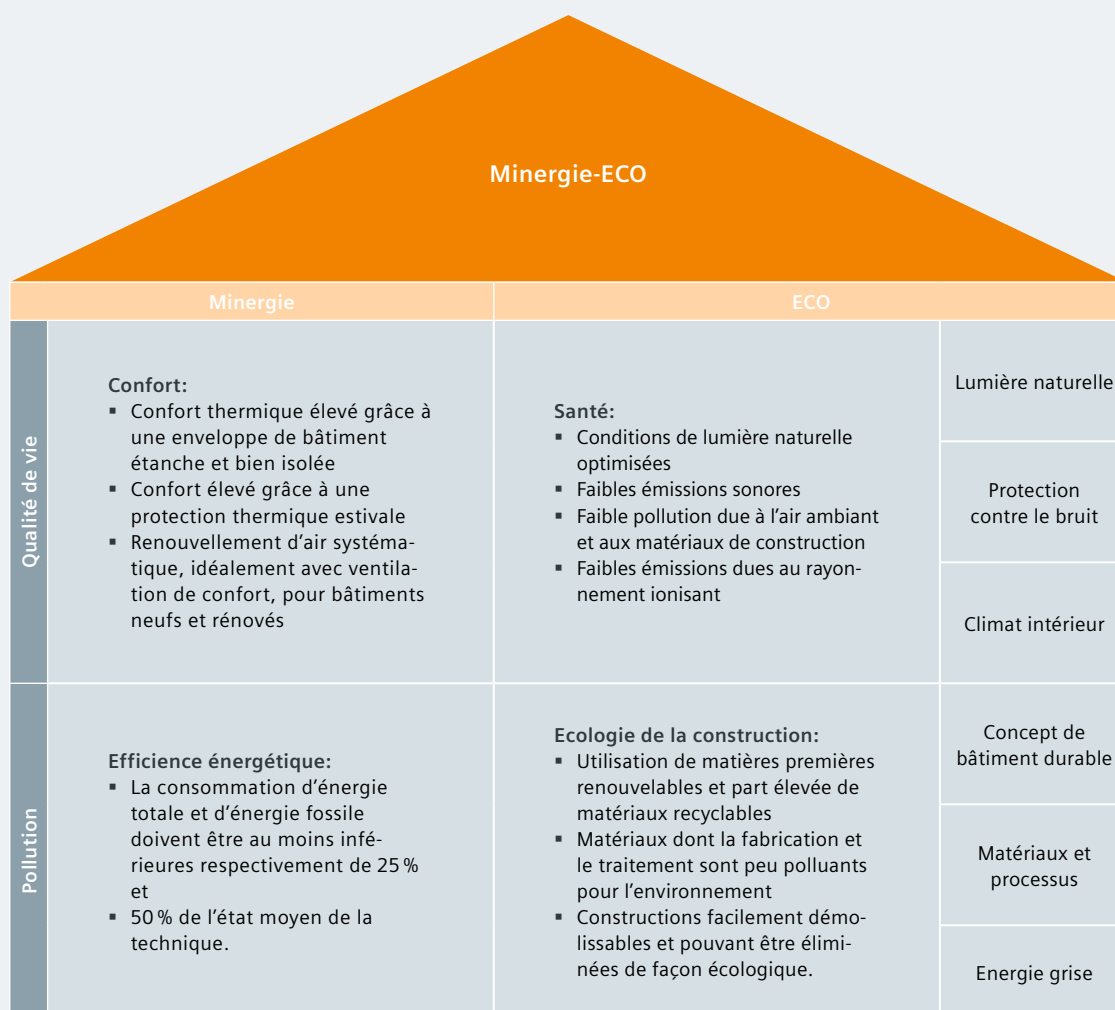 Minergie-ECO
Minergie
ECO
Qualité de vie
Confort:
▪ Confort thermique élevé grâce à
une enveloppe de bâtiment
étanche et bien isolée
▪ Confort élevé grâce à une
protection thermique estivale
▪ Renouvellement d'air systéma-
tique, idéalement avec ventila-
tion de confort, pour bâtiments
neufs et rénovés
Santé:
▪ Conditions de lumière naturelle
optimisées
▪ Faibles émissions sonores
▪ Faible pollution due à l'air ambiant
et aux matériaux de construction
▪ Faibles émissions dues au rayon-
nement ionisant
Lumière naturelle
Protection
contre le bruit
Climat intérieur
Pollution
Efficience énergétique:
▪ La consommation d'énergie
totale et d'énergie fossile
doivent être au moins infé-
rieures respectivement de 25 %
et
▪ 50 % de l'état moyen de la
technique.
Ecologie de la construction:
▪ Utilisation de matières premières
renouvelables et part élevée de
matériaux recyclables
▪ Matériaux dont la fabrication et
le traitement sont peu polluants
pour l'environnement
▪ Constructions facilement démo-
lissables et pouvant être élimi-
nées de façon écologique.
Concept de
bâtiment durable
Matériaux et
processus
Energie grise